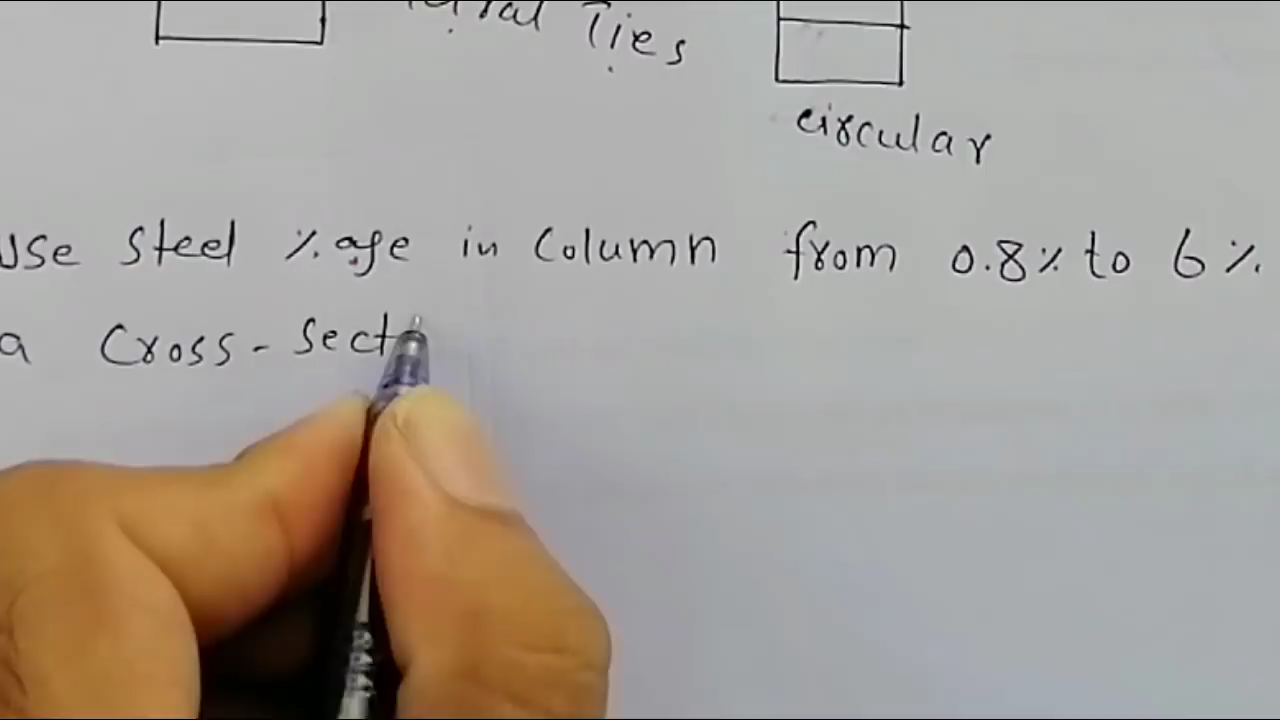 Ties
circular
Use Steel %age in Column from 0.8% to 6%
a Cross-Sect